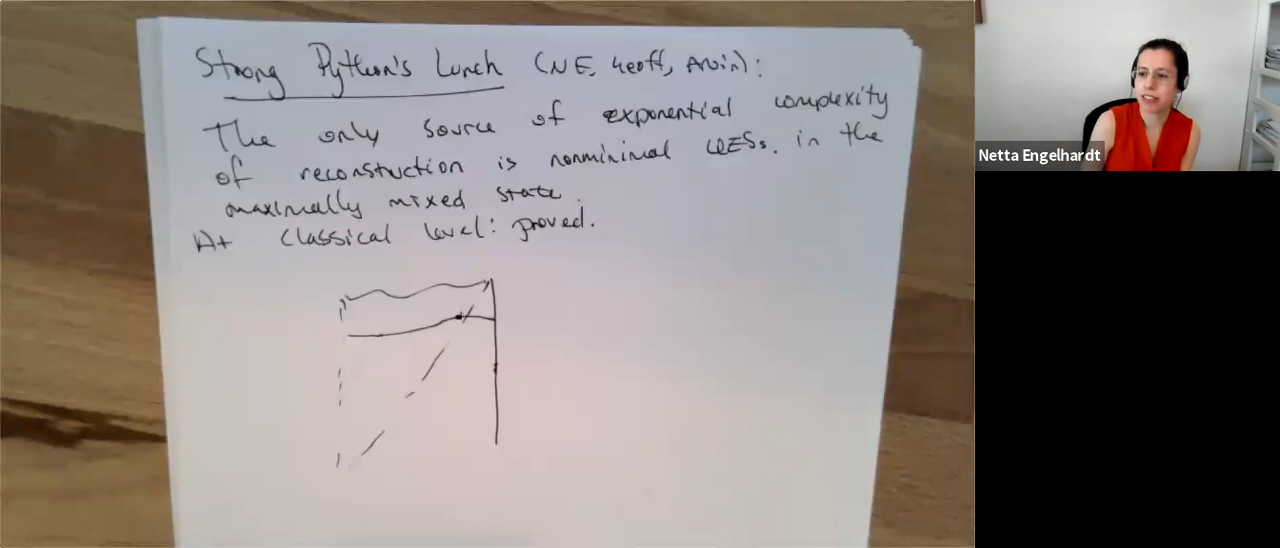 Strong Python's Lunch (NE, Geoff, Arvin):
The only source of exponential complexity
of reconstruction is nonminimal QESs. in the
maximally mixed state.
At classical level: proved.
Netta Engelhardt